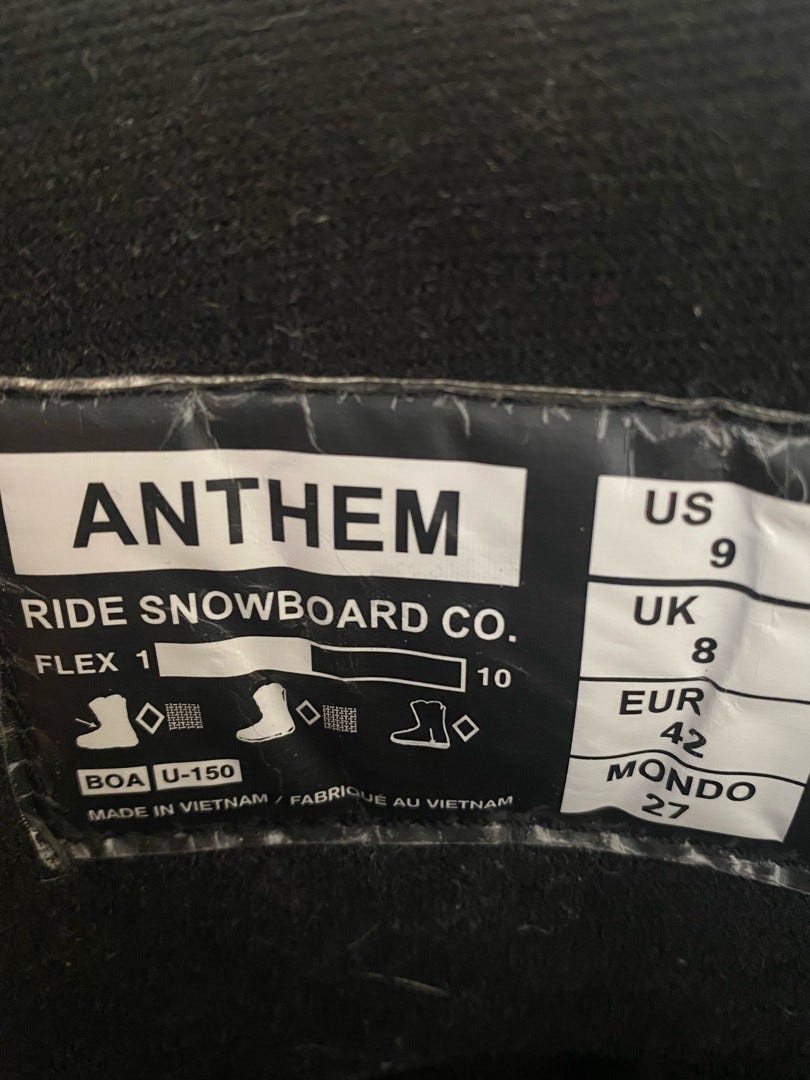 ANTHEM
RIDE SNOWBOARD CO.
FLEX 1 10
BOA U-150
MADE IN VIETNAM / FABRIQUÉ AU VIETNAM
US
9
UK
8
EUR
42
MONDO
27